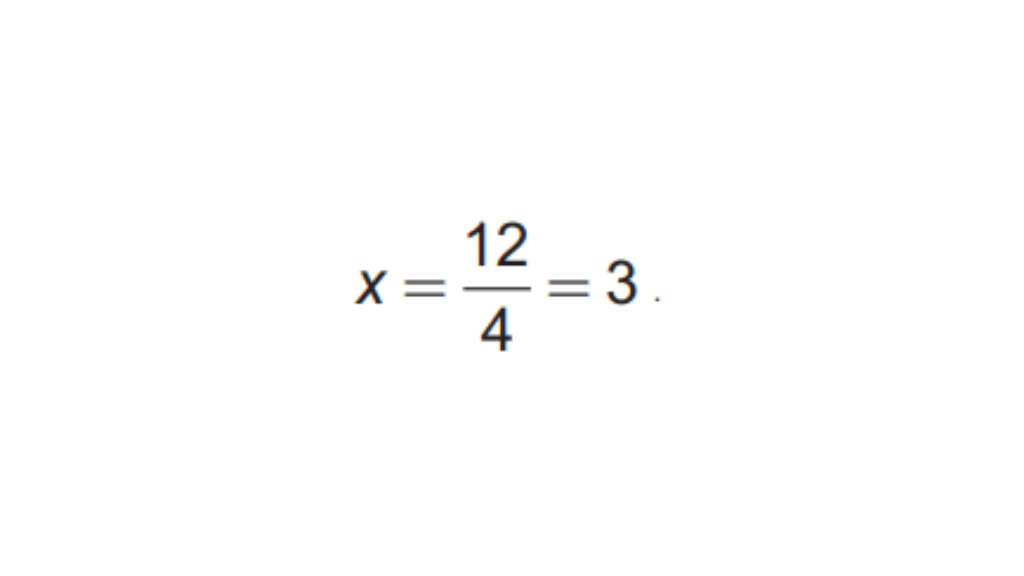 x = 12/4 = 3 .